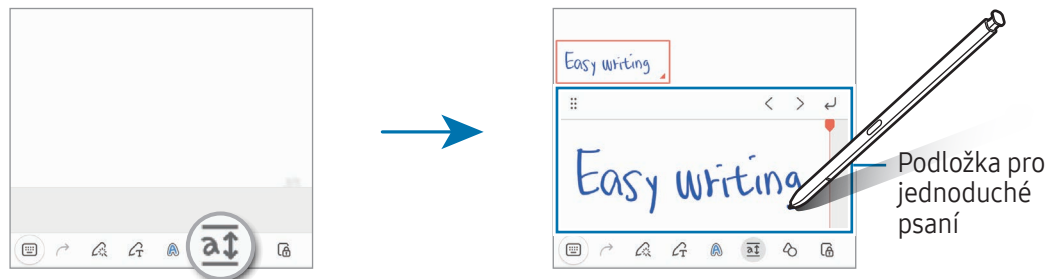 Easy writing
Easy writing
Podložka pro
jednoduché
psaní